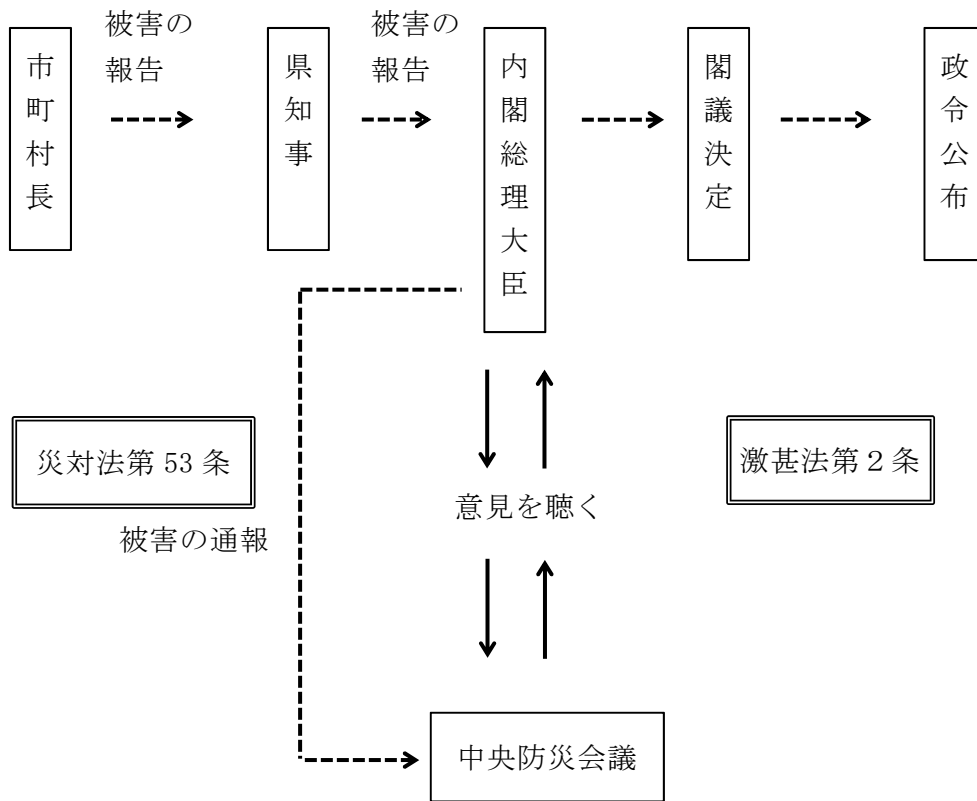 市町村長
被害の
報告
県知事
被害の
報告
内閣総理大臣
閣議決定
政令公布
災対法第 53 条
激甚法第２条
意見を聴く
被害の通報
中央防災会議